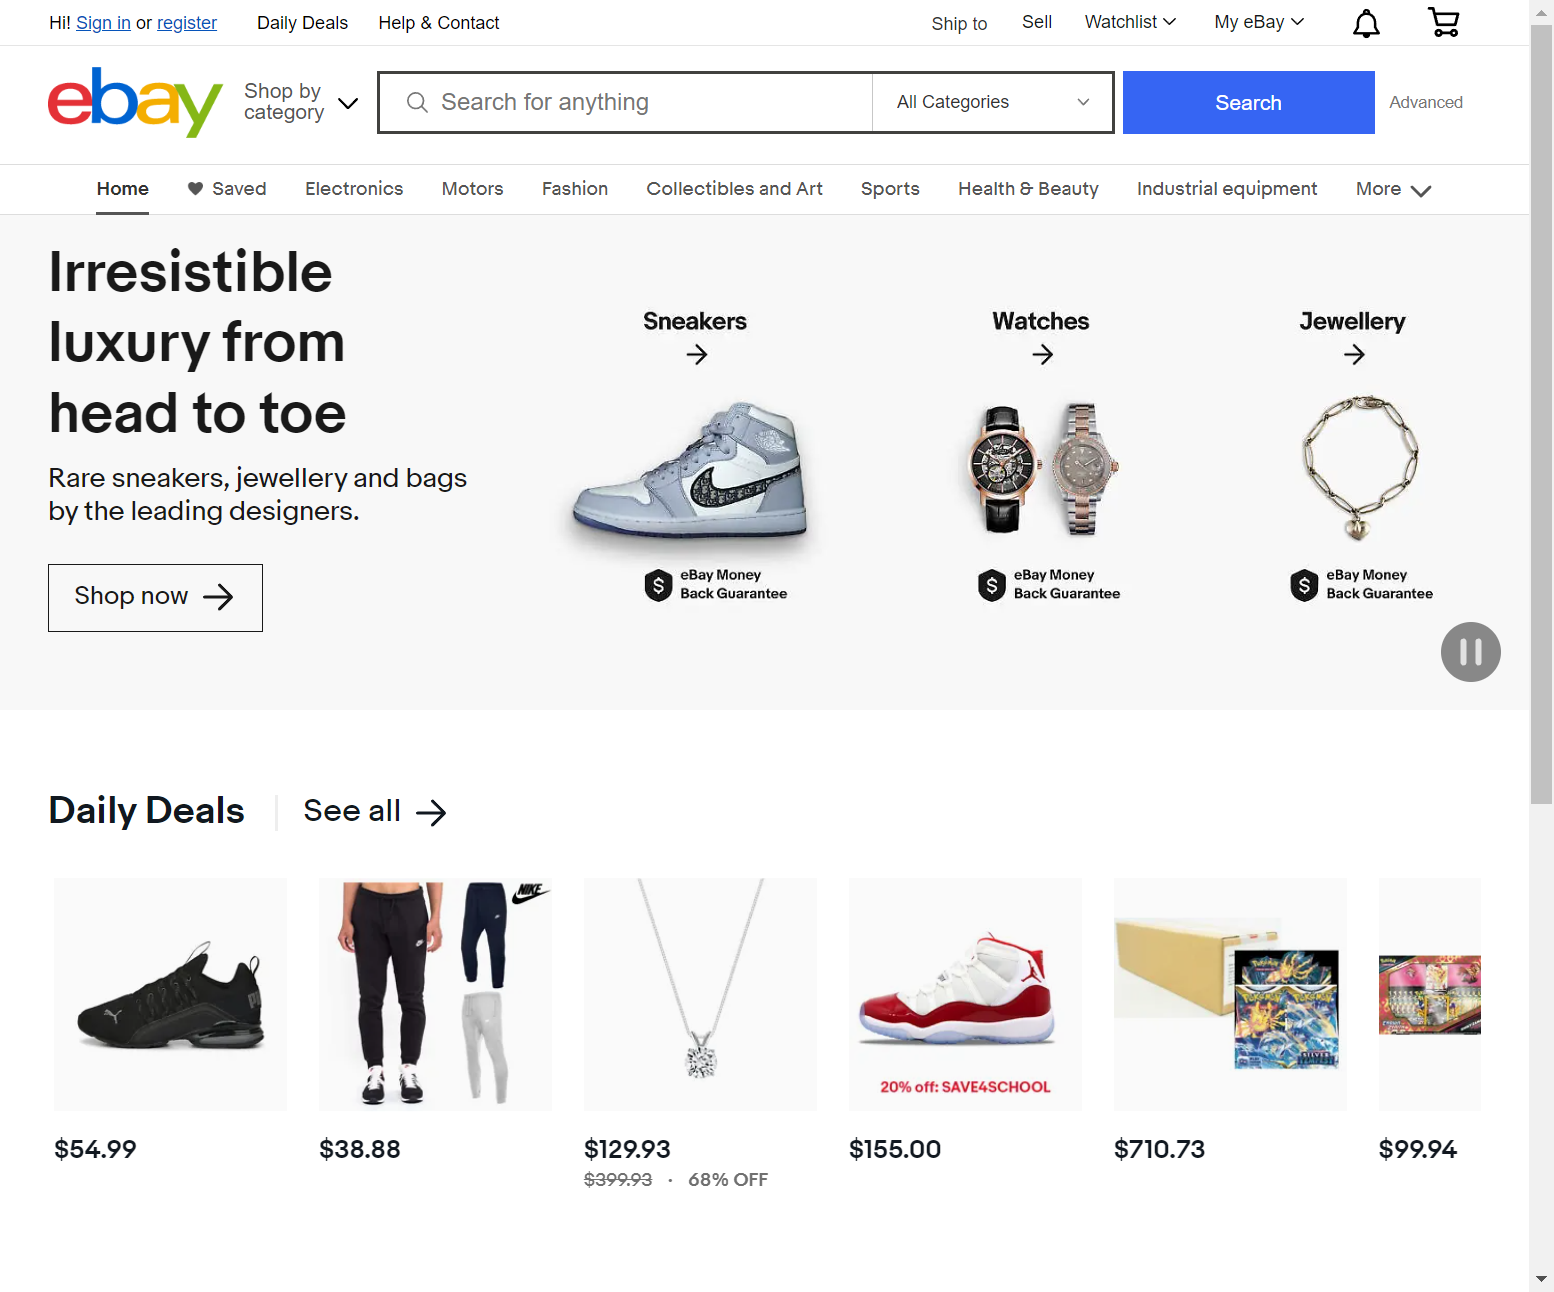 Hi! Sign in or register
Daily Deals
Help & Contact
Ship to
Sell
Watchlist
My eBay
ebay
Shop by
category
Search for anything
All Categories
Search
Advanced
Home
Saved
Electronics
Motors
Fashion
Collectibles and Art
Sports
Health & Beauty
Industrial equipment
More
Irresistible
luxury from
head to toe
Rare sneakers, jewellery and bags
by the leading designers.
Shop now
Sneakers
eBay Money
Back Guarantee
Watches
eBay Money
Back Guarantee
Jewellery
eBay Money
Back Guarantee
Daily Deals
See all
NIKE
20% off: SAVE4SCHOOL
POKEMON
POKEMON
SILVER
$54.99
$38.88
$129.93
$399.93 · 68% OFF
$155.00
$710.73
$99.94